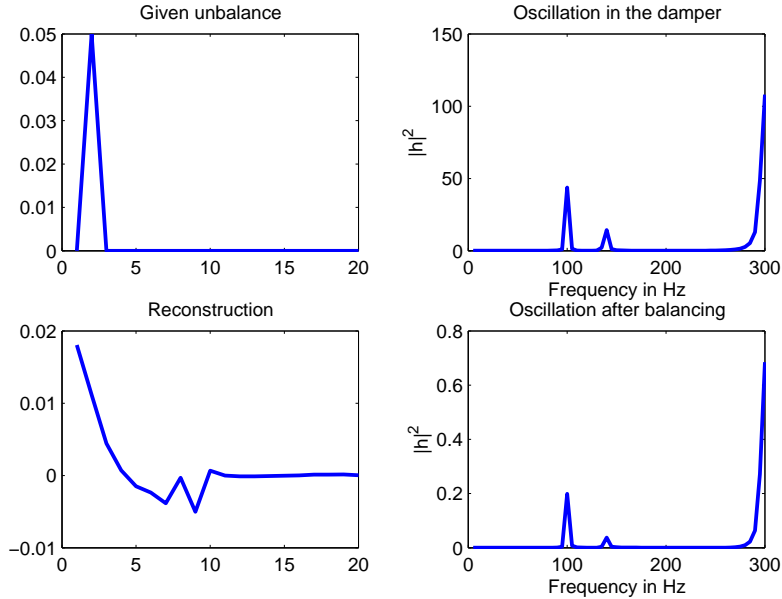 Given unbalance
0.05
0.04
0.03
0.02
0.01
0
0 5 10 15 20
Oscillation in the damper
|h|²
150
100
50
0
100 200 300
Frequency in Hz
Reconstruction
0.02
0.01
0
−0.01
0 5 10 15 20
Oscillation after balancing
|h|²
0.8
0.6
0.4
0.2
0
0 100 200 300
Frequency in Hz